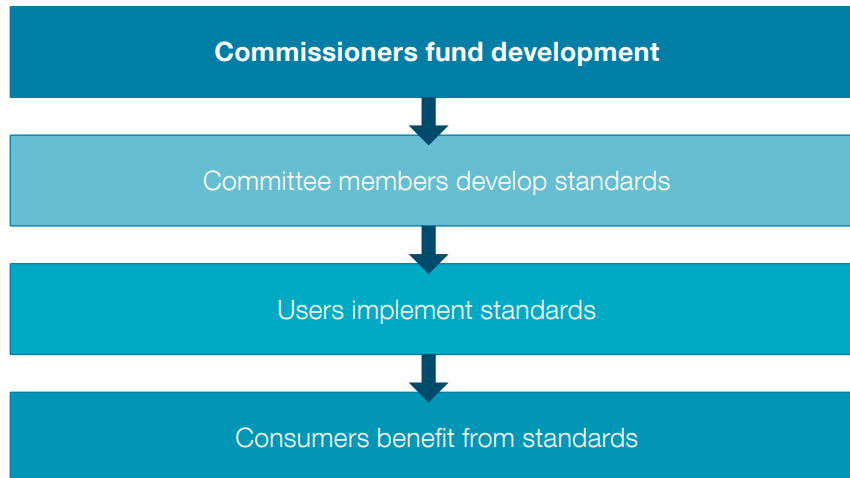 Commissioners fund development
Committee members develop standards
Users implement standards
Consumers benefit from standards